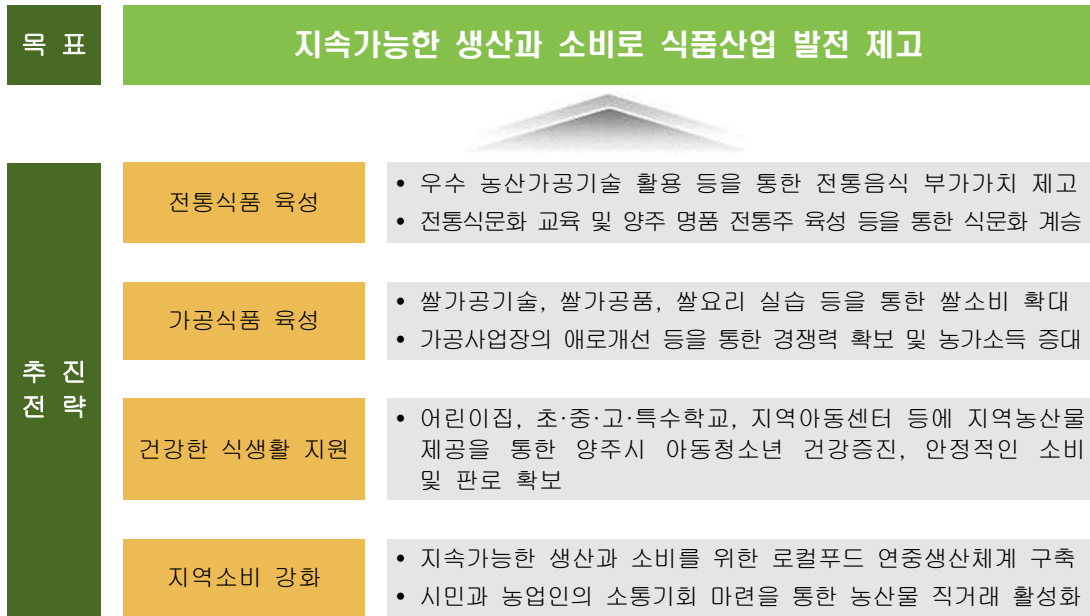 목 표
지속가능한 생산과 소비로 식품산업 발전 제고
추 진
전 략
전통식품 육성
• 우수 농산가공기술 활용 등을 통한 전통음식 부가가치 제고
• 전통식문화 교육 및 양주 명품 전통주 육성 등을 통한 식문화 계승
가공식품 육성
• 쌀가공기술, 쌀가공품, 쌀요리 실습 등을 통한 쌀소비 확대
• 가공사업장의 애로개선 등을 통한 경쟁력 확보 및 농가소득 증대
건강한 식생활 지원
• 어린이집, 초·중·고·특수학교, 지역아동센터 등에 지역농산물
제공을 통한 양주시 아동청소년 건강증진, 안정적인 소비
및 판로 확보
지역소비 강화
• 지속가능한 생산과 소비를 위한 로컬푸드 연중생산체계 구축
• 시민과 농업인의 소통기회 마련을 통한 농산물 직거래 활성화